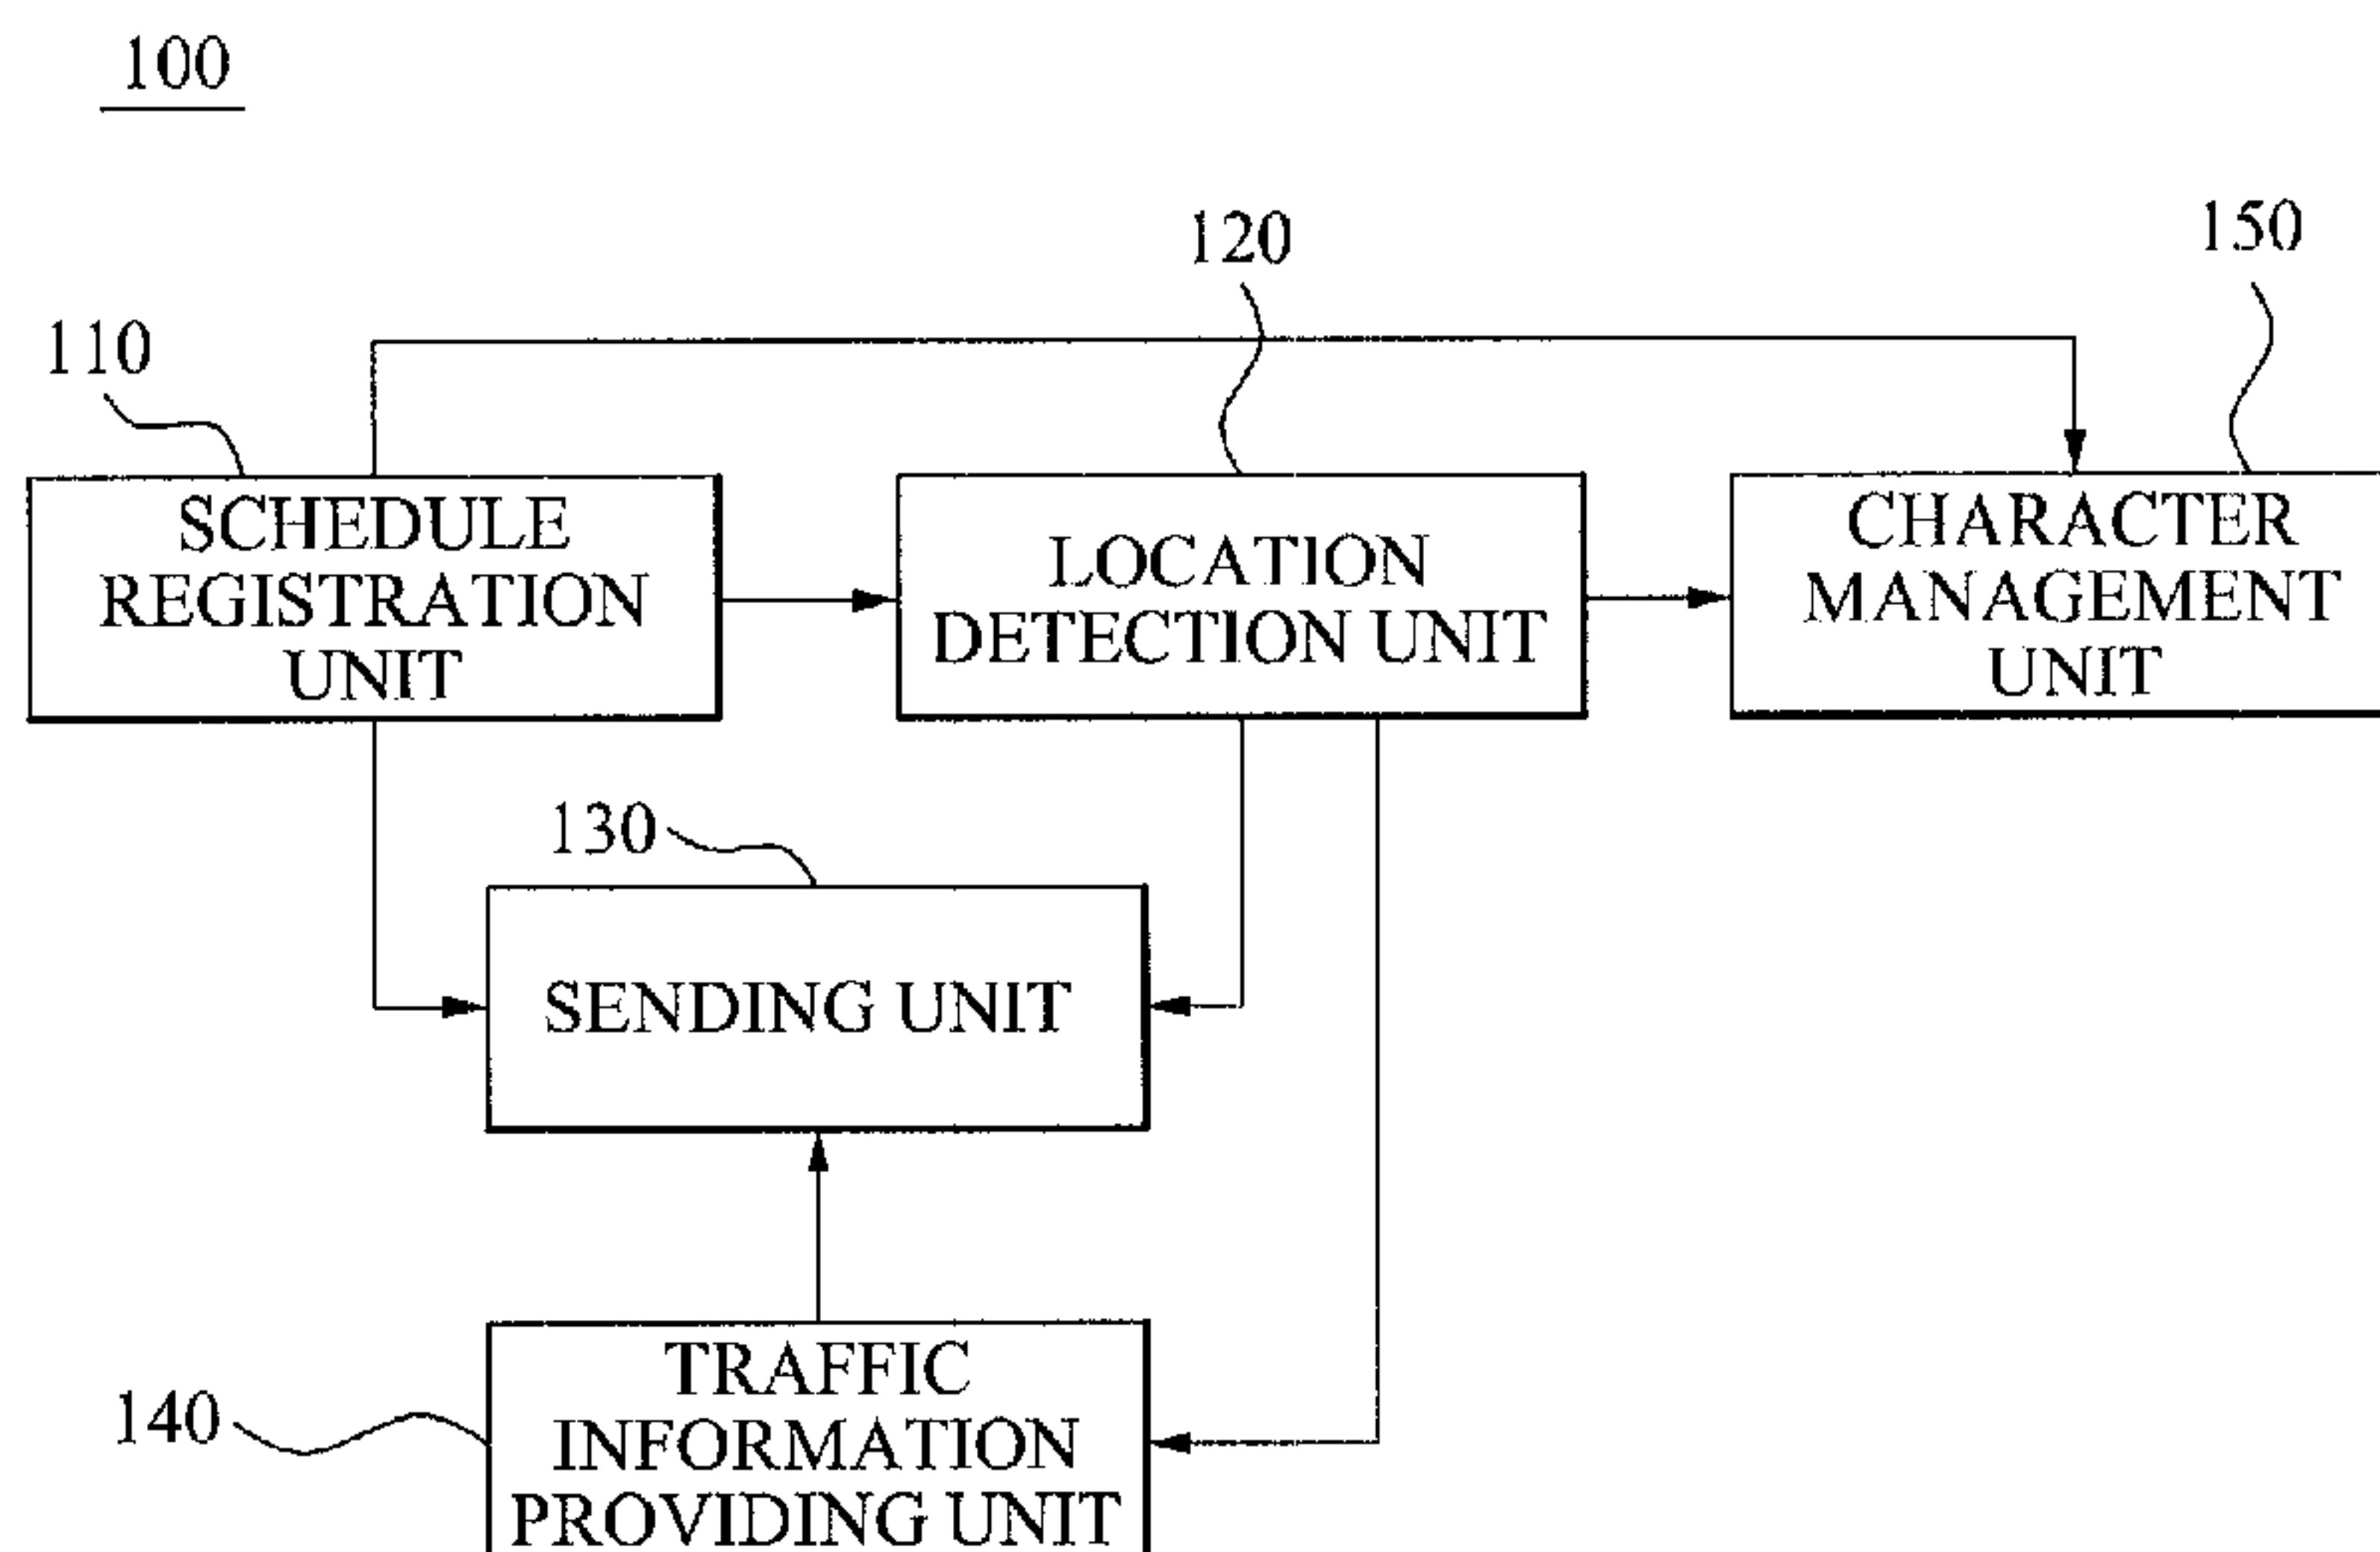 100
120
150
110
SCHEDULE
REGISTRATION
UNIT
LOCATION
DETECTION UNIT
CHARACTER
MANAGEMENT
UNIT
130
SENDING UNIT
140
TRAFFIC
INFORMATION
PROVIDING UNIT